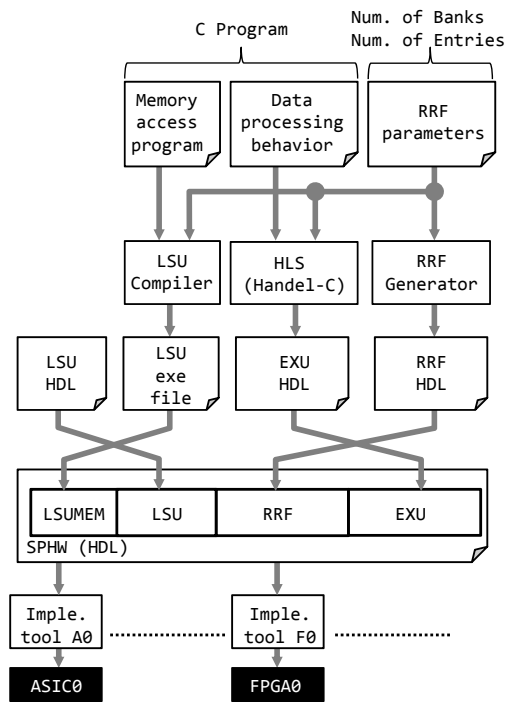 C Program
Num. of Banks
Num. of Entries
Memory
access
program
Data
processing
behavior
RRF
parameters
LSU
Compiler
HLS
(Handel-C)
RRF
Generator
LSU
HDL
LSU
exe
file
EXU
HDL
RRF
HDL
LSUMEM
LSU
RRF
EXU
SPHW (HDL)
Imple.
tool A0
Imple.
tool F0
ASIC0
FPGA0